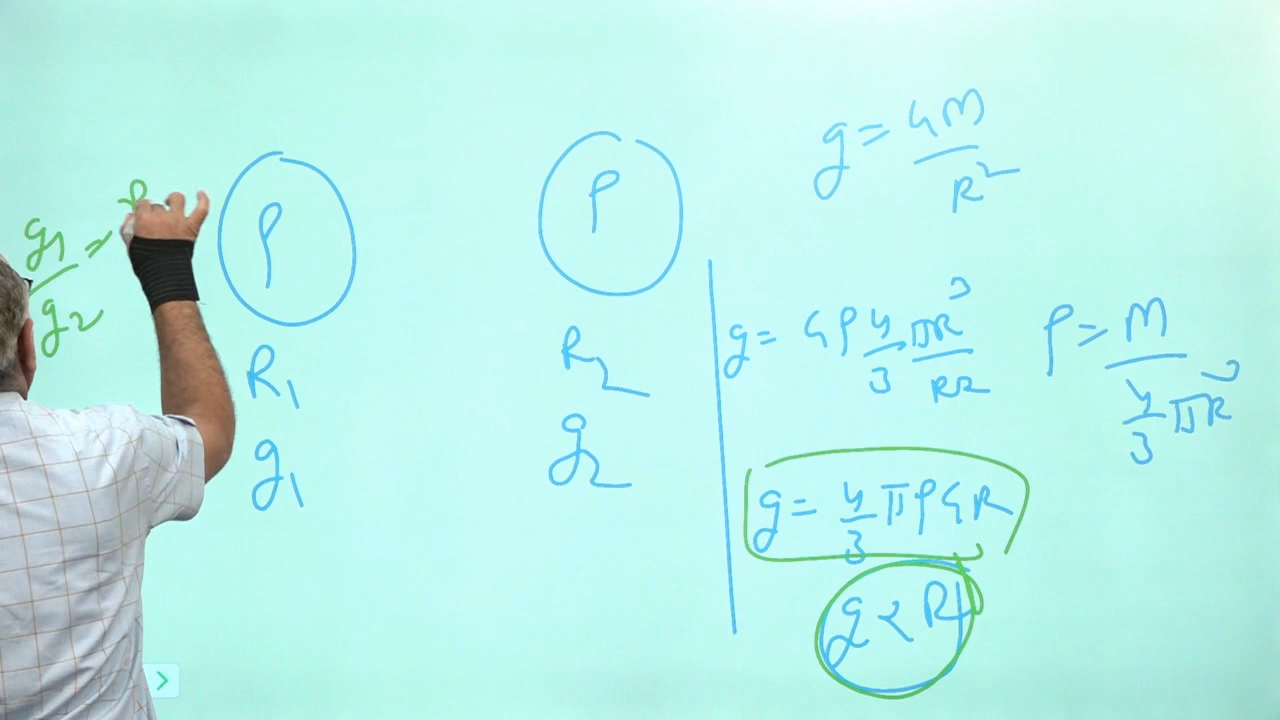 g = GM / R²
ρ
ρ
g₁ / g₂ =
R₁
R₂
g₁
g₂
g = Gρ 4/3 πR³ / R²
ρ = M / 4/3 πR³
g = 4/3 πρGR
g ∝ R
>